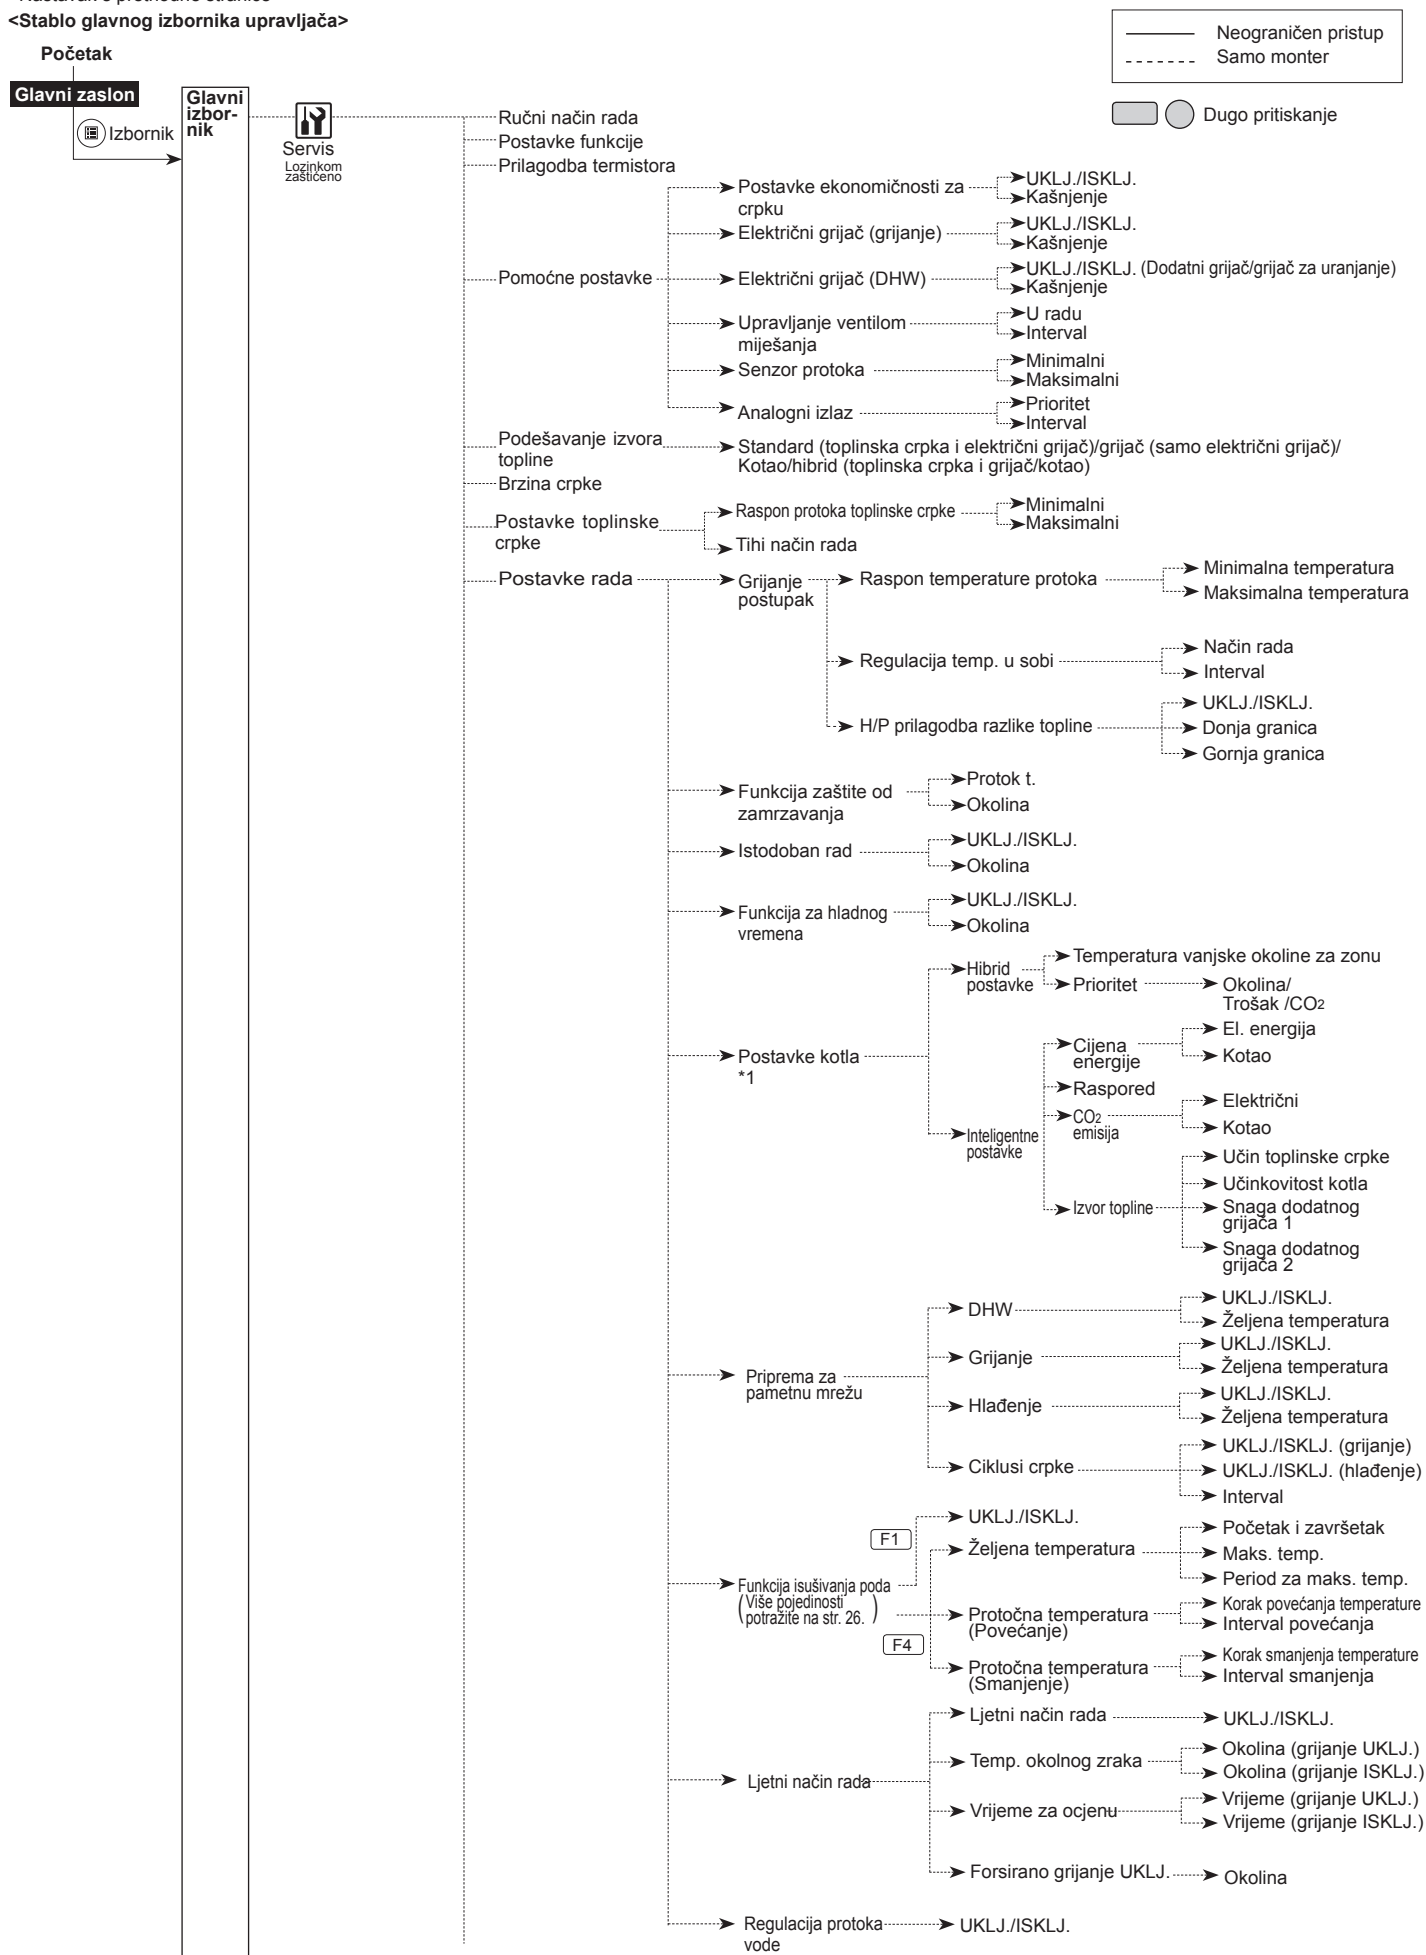 <Stablo glavnog izbornika upravljača>
Neograničen pristup
Samo monter
Dugo pritiskanje
Početak
Glavni zaslon
Izbornik
Glavni
izbor-
nik
Servis
Lozinkom
zaštićeno
Ručni način rada
Postavke funkcije
Prilagodba termistora
Pomoćne postavke
Postavke ekonomičnosti za
crpku
UKLJ./ISKLJ.
Kašnjenje
Električni grijač (grijanje)
UKLJ./ISKLJ.
Kašnjenje
Električni grijač (DHW)
UKLJ./ISKLJ. (Dodatni grijač/grijač za uranjanje)
Kašnjenje
Upravljanje ventilom
miješanja
U radu
Interval
Senzor protoka
Minimalni
Maksimalni
Analogni izlaz
Prioritet
Interval
Podešavanje izvora
topline
Standard (toplinska crpka i električni grijač)/grijač (samo električni grijač)/
Kotao/hibrid (toplinska crpka i grijač/kotao)
Brzina crpke
Postavke toplinske
crpke
Raspon protoka toplinske crpke
Minimalni
Maksimalni
Tihi način rada
Postavke rada
Grijanje
postupak
Raspon temperature protoka
Minimalna temperatura
Maksimalna temperatura
Regulacija temp. u sobi
Način rada
Interval
H/P prilagodba razlike topline
UKLJ./ISKLJ.
Donja granica
Gornja granica
Funkcija zaštite od
zamrzavanja
Protok t.
Okolina
Istodoban rad
UKLJ./ISKLJ.
Okolina
Funkcija za hladnog
vremena
UKLJ./ISKLJ.
Okolina
Postavke kotla
*1
Hibrid
postavke
Temperatura vanjske okoline za zonu
Prioritet
Okolina/
Trošak /CO2
Inteligentne
postavke
Cijena
energije
El. energija
Kotao
Raspored
CO2
emisija
Električni
Kotao
Izvor topline
Učin toplinske crpke
Učinkovitost kotla
Snaga dodatnog
grijača 1
Snaga dodatnog
grijača 2
Priprema za
pametnu mrežu
DHW
UKLJ./ISKLJ.
Željena temperatura
Grijanje
UKLJ./ISKLJ.
Željena temperatura
Hlađenje
UKLJ./ISKLJ.
Željena temperatura
Ciklusi crpke
UKLJ./ISKLJ. (grijanje)
UKLJ./ISKLJ. (hlađenje)
Interval
Funkcija isušivanja poda
(Više pojedinosti
potražite na str. 26.)
F1
UKLJ./ISKLJ.
F4
Željena temperatura
Početak i završetak
Maks. temp.
Period za maks. temp.
Protočna temperatura
(Povećanje)
Korak povećanja temperature
Interval povećanja
Protočna temperatura
(Smanjenje)
Korak smanjenja temperature
Interval smanjenja
Ljetni način rada
Ljetni način rada
UKLJ./ISKLJ.
Temp. okolnog zraka
Okolina (grijanje UKLJ.)
Okolina (grijanje ISKLJ.)
Vrijeme za ocjenu
Vrijeme (grijanje UKLJ.)
Vrijeme (grijanje ISKLJ.)
Forsirano grijanje UKLJ.
Okolina
Regulacija protoka
vode
UKLJ./ISKLJ.